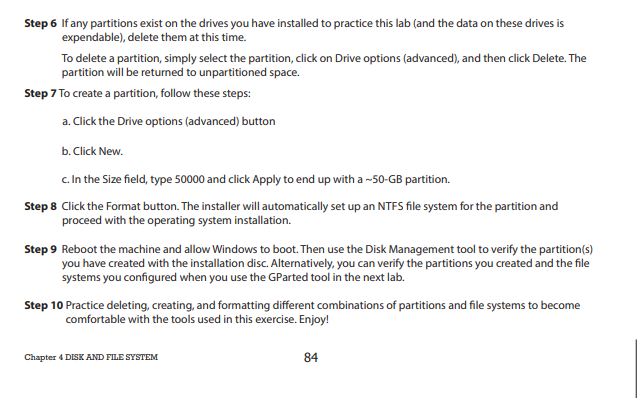 Step 6 If any partitions exist on the drives you have installed to practice this lab (and the data on these drives is
expendable), delete them at this time.
To delete a partition, simply select the partition, click on Drive options (advanced), and then click Delete. The
partition will be returned to unpartitioned space.
Step 7 To create a partition, follow these steps:
a. Click the Drive options (advanced) button
b. Click New.
c. In the Size field, type 50000 and click Apply to end up with a ~50-GB partition.
Step 8 Click the Format button. The installer will automatically set up an NTFS file system for the partition and
proceed with the operating system installation.
Step 9 Reboot the machine and allow Windows to boot. Then use the Disk Management tool to verify the partition(s)
you have created with the installation disc. Alternatively, you can verify the partitions you created and the file
systems you configured when you use the GParted tool in the next lab.
Step 10 Practice deleting, creating, and formatting different combinations of partitions and file systems to become
comfortable with the tools used in this exercise. Enjoy!
Chapter 4 DISK AND FILE SYSTEM 84